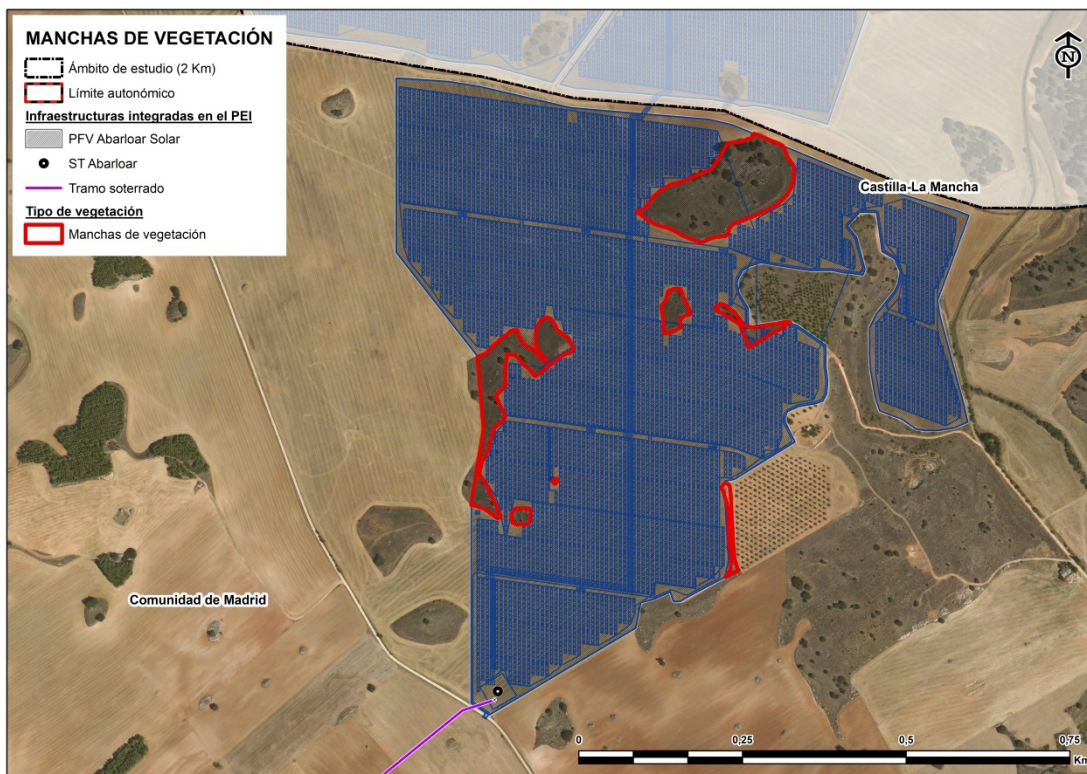 MANCHAS DE VEGETACIÓN
Ámbito de estudio (2 Km)
Límite autonómico
Infraestructuras integradas en el PEI
PFV Abarloar Solar
ST Abarloar
Tramo soterrado
Tipo de vegetación
Manchas de vegetación
N
Castilla-La Mancha
Comunidad de Madrid
0 0,25 0,5 0,75
Km